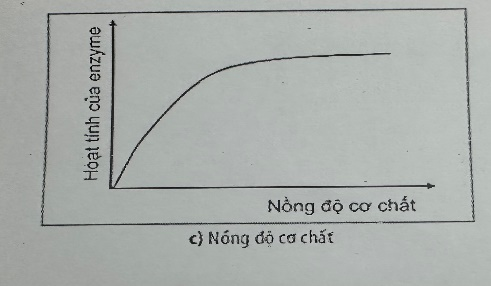 Hoạt tính của enzyme
Nồng độ cơ chất
c) Nồng độ cơ chất